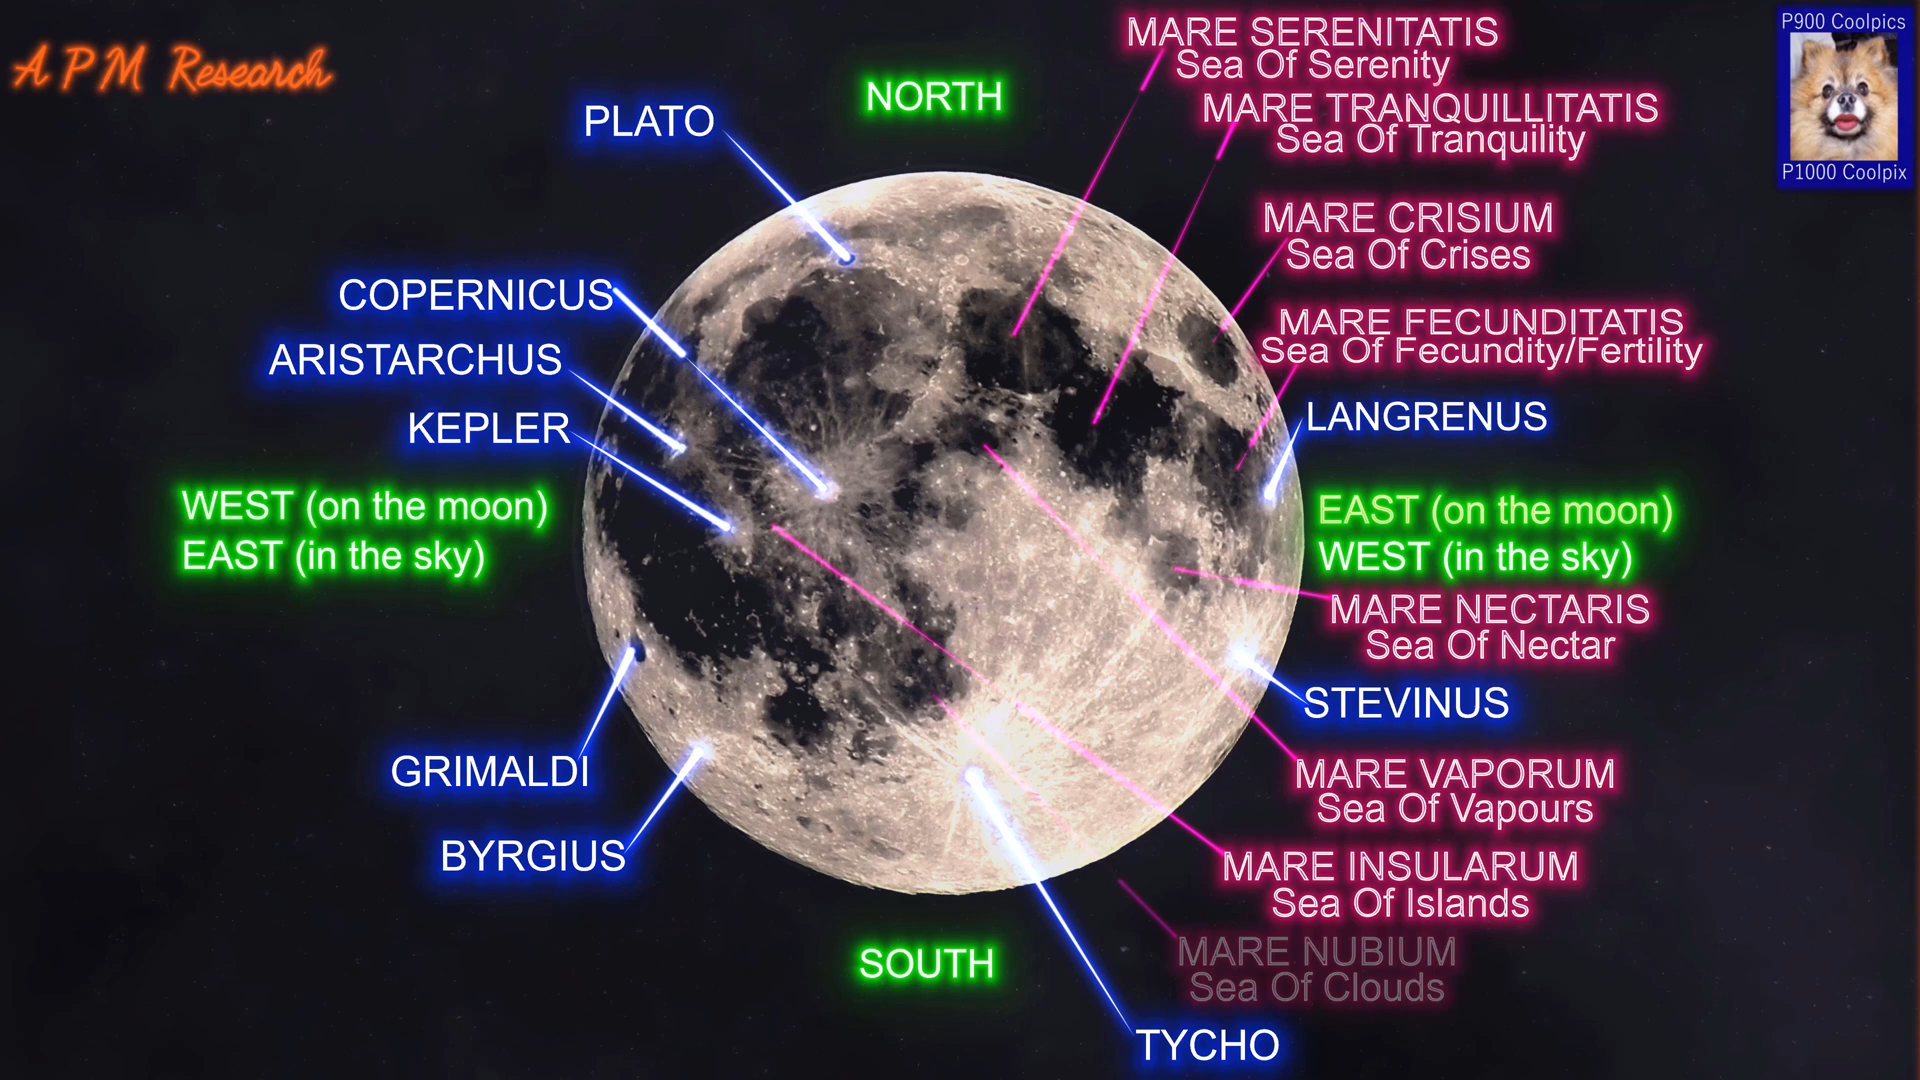 A P M Research
P900 Coolpics
P1000 Coolpix
NORTH
PLATO
COPERNICUS
ARISTARCHUS
KEPLER
WEST (on the moon)
EAST (in the sky)
GRIMALDI
BYRGIUS
MARE SERENITATIS
Sea Of Serenity
MARE TRANQUILLITATIS
Sea Of Tranquility
MARE CRISIUM
Sea Of Crises
MARE FECUNDITATIS
Sea Of Fecundity/Fertility
LANGRENUS
EAST (on the moon)
WEST (in the sky)
MARE NECTARIS
Sea Of Nectar
STEVINUS
MARE VAPORUM
Sea Of Vapours
MARE INSULARUM
Sea Of Islands
MARE NUBIUM
Sea Of Clouds
SOUTH
TYCHO